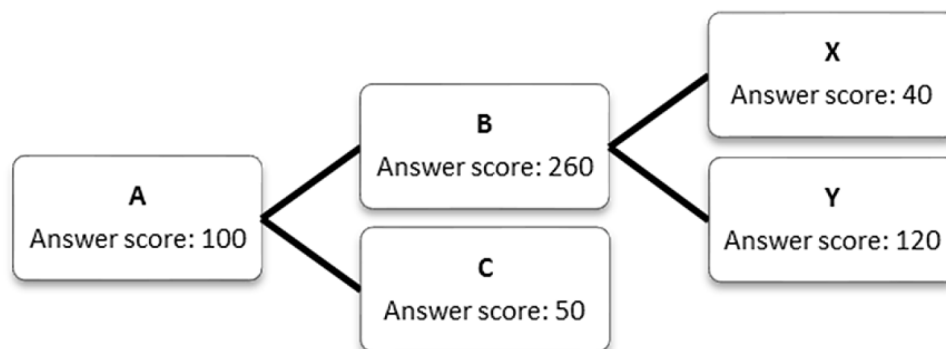 X
Answer score: 40
B
Answer score: 260
A
Answer score: 100
Y
Answer score: 120
C
Answer score: 50